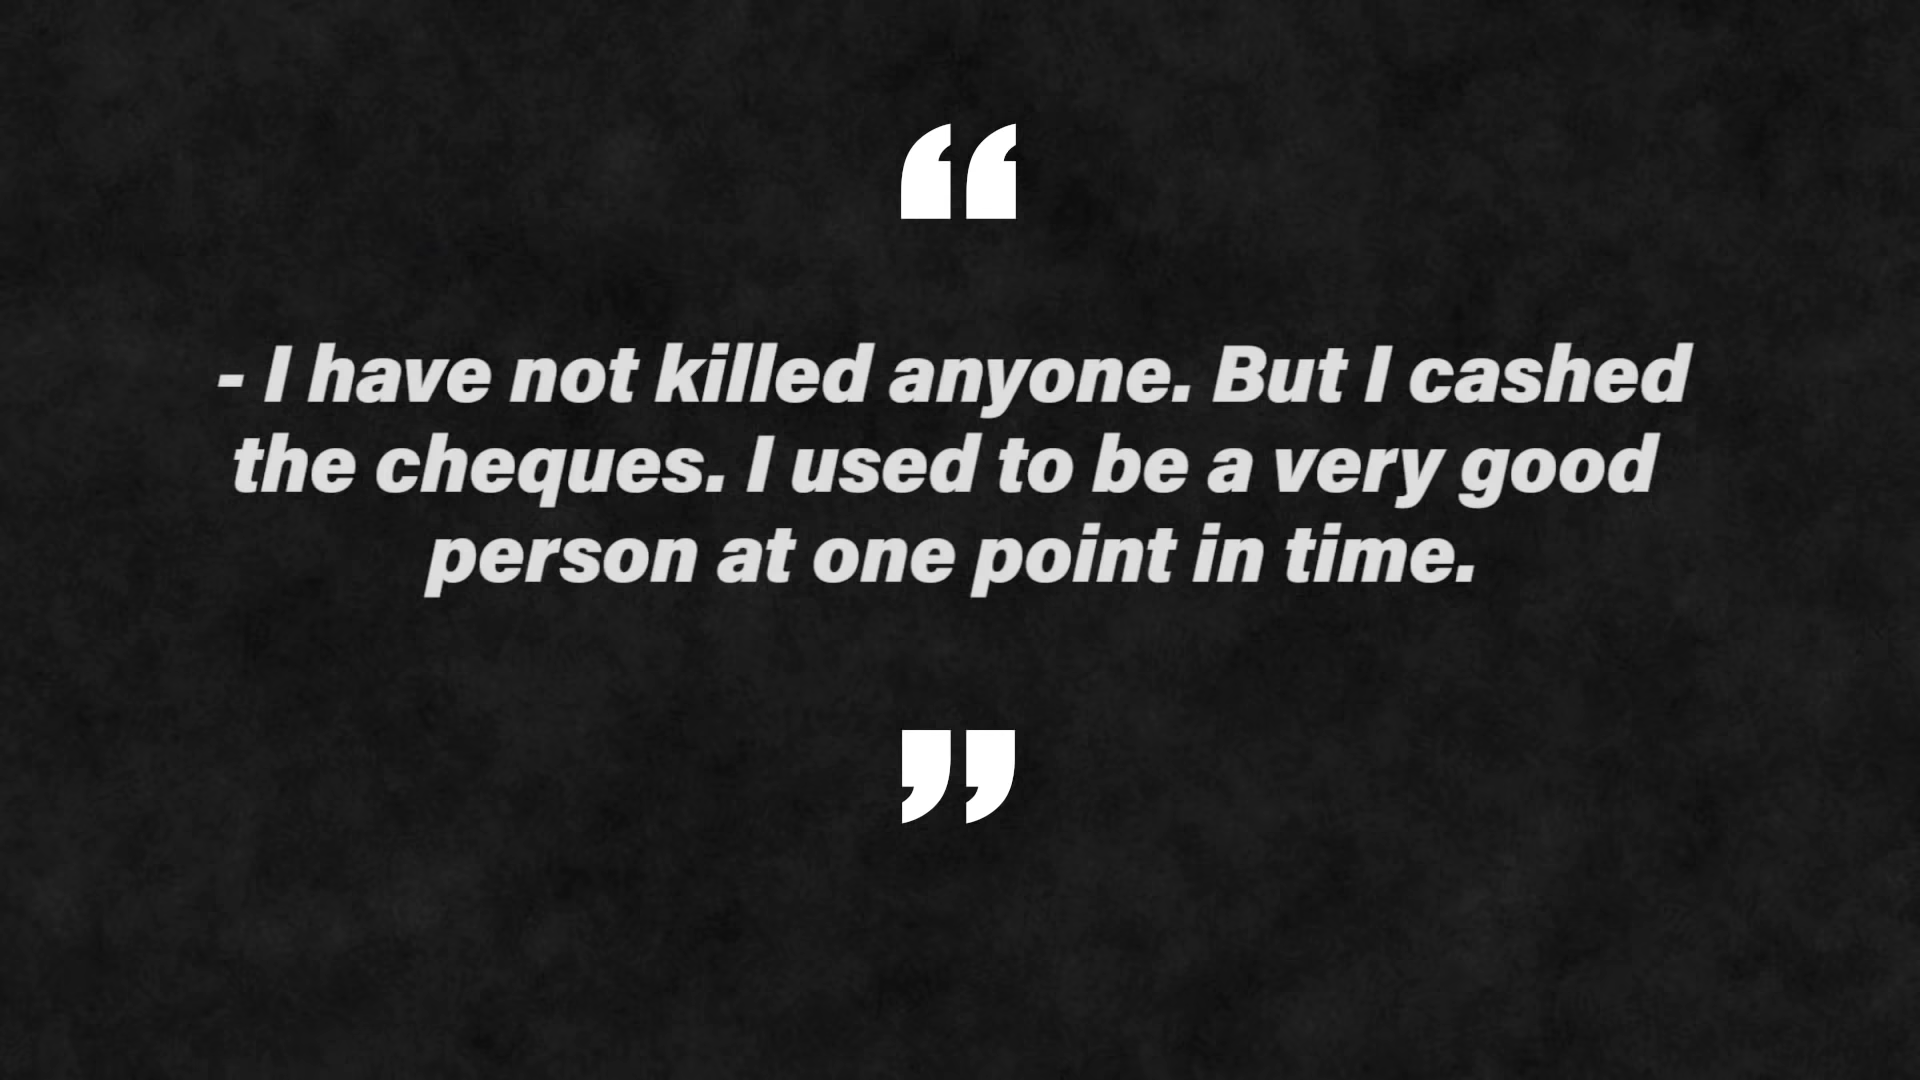 “
- I have not killed anyone. But I cashed
the cheques. I used to be a very good
person at one point in time.
”